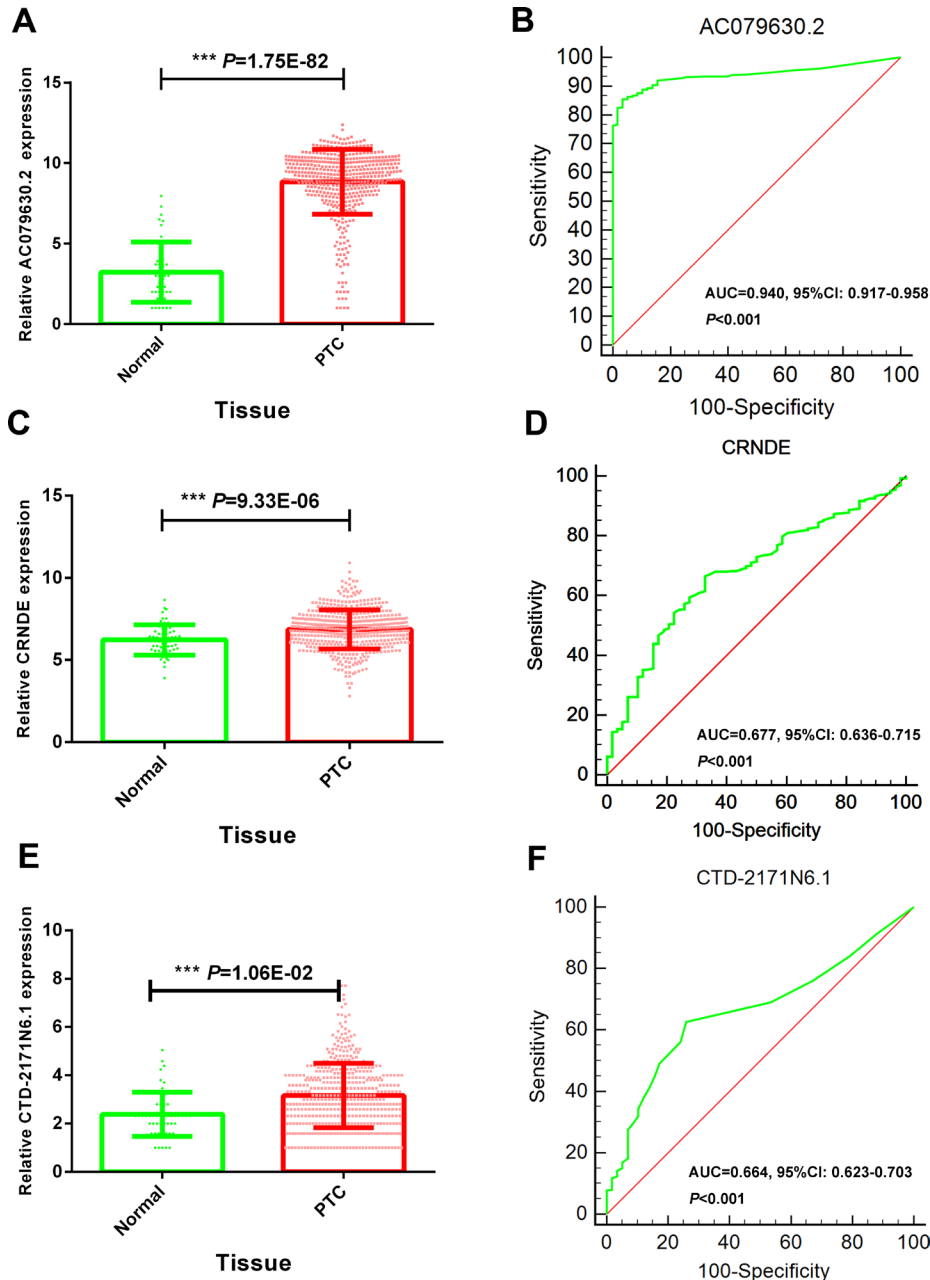 A
*** P=1.75E-82
Relative AC079630.2 expression
15
10
5
0
Normal
PTC
Tissue
B
AC079630.2
Sensitivity
100
90
80
70
60
50
40
30
20
10
0
AUC=0.940, 95%CI: 0.917-0.958
P<0.001
0 20 40 60 80 100
100-Specificity
C
*** P=9.33E-06
Relative CRNDE expression
15
10
5
0
Normal
PTC
Tissue
D
CRNDE
Sensitivity
100
80
60
40
20
0
AUC=0.677, 95%CI: 0.636-0.715
P<0.001
0 20 40 60 80 100
100-Specificity
E
*** P=1.06E-02
Relative CTD-2171N6.1 expression
10
8
6
4
2
0
Normal
PTC
Tissue
F
CTD-2171N6.1
Sensitivity
100
80
60
40
20
0
AUC=0.664, 95%CI: 0.623-0.703
P<0.001
0 20 40 60 80 100
100-Specificity